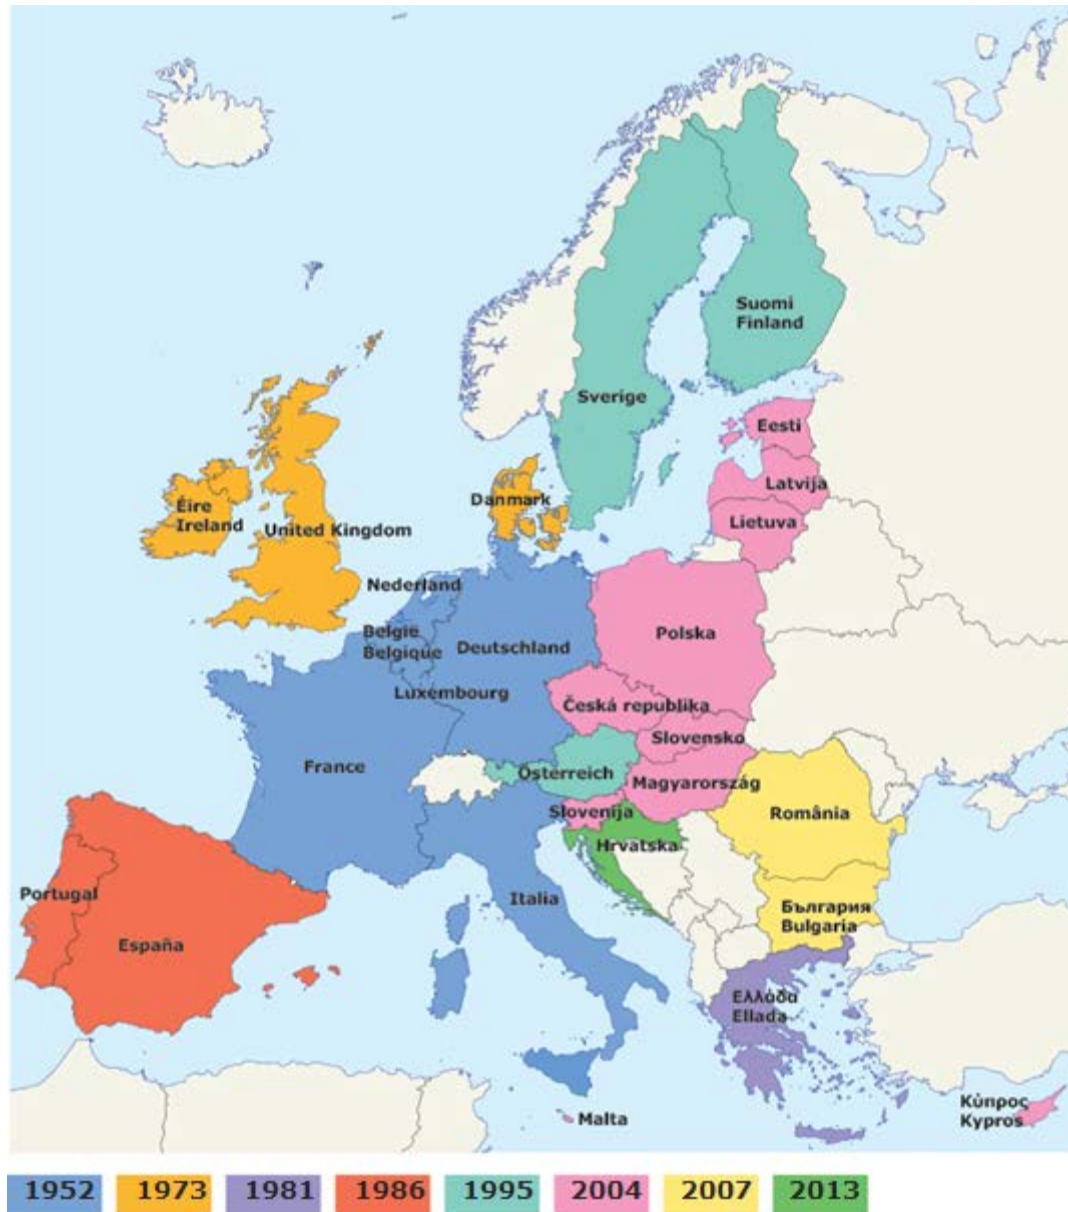 Suomi
Finland
Sverige
Eesti
Latvija
Lietuva
Danmark
Éire
Ireland
United Kingdom
Nederland
België
Belgique
Deutschland
Polska
Luxembourg
Česká republika
Slovensko
France
Österreich
Magyarország
Slovenija
România
Hrvatska
Portugal
Italia
България
Bulgaria
España
Ελλάδα
Ellada
Κύπρος
Kypros
Malta
1952 1973 1981 1986 1995 2004 2007 2013